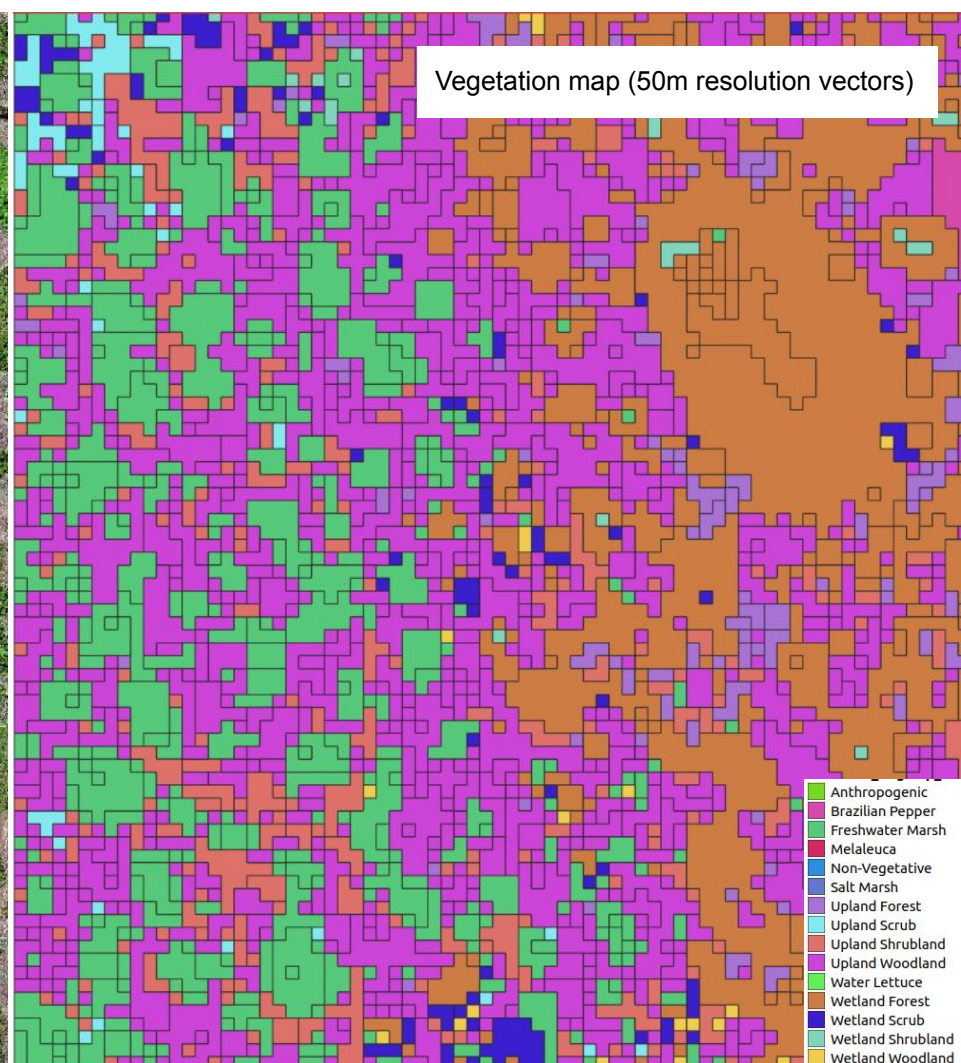 Vegetation map (50m resolution vectors)
Anthropogenic
Brazilian Pepper
Freshwater Marsh
Melaleuca
Non-Vegetative
Salt Marsh
Upland Forest
Upland Scrub
Upland Shrubland
Upland Woodland
Water Lettuce
Wetland Forest
Wetland Scrub
Wetland Shrubland
Wetland Woodland